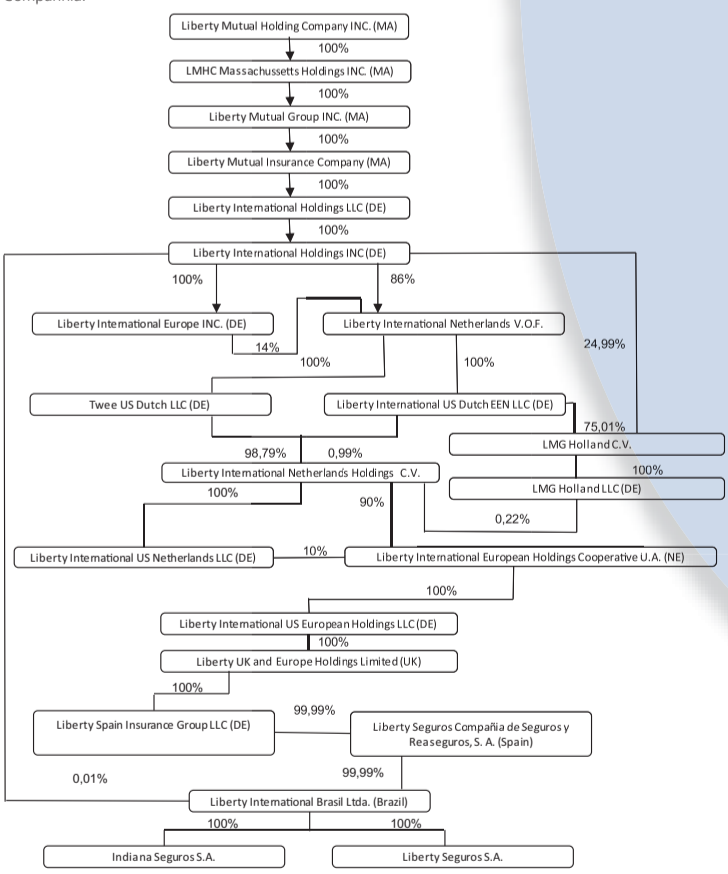 Companhia.
Liberty Mutual Holding Company INC. (MA)
100%
LMHC Massachussetts Holdings INC. (MA)
100%
Liberty Mutual Group INC. (MA)
100%
Liberty Mutual Insurance Company (MA)
100%
Liberty International Holdings LLC (DE)
100%
Liberty International Holdings INC (DE)
100%
86%
Liberty International Europe INC. (DE)
Liberty International Netherlands V.O.F.
14%
24,99%
100%
100%
Twee US Dutch LLC (DE)
Liberty International US Dutch EEN LLC (DE)
75,01%
LMG Holland C.V.
98,79%
0,99%
Liberty International Netherlands Holdings C.V.
100%
100%
LMG Holland LLC (DE)
90%
0,22%
Liberty International US Netherlands LLC (DE)
10%
Liberty International European Holdings Cooperative U.A. (NE)
100%
Liberty International US European Holdings LLC (DE)
100%
Liberty UK and Europe Holdings Limited (UK)
100%
Liberty Spain Insurance Group LLC (DE)
99,99%
Liberty Seguros Compañia de Seguros y
Reaseguros, S. A. (Spain)
99,99%
0,01%
Liberty International Brasil Ltda. (Brazil)
100%
100%
Indiana Seguros S.A.
Liberty Seguros S.A.